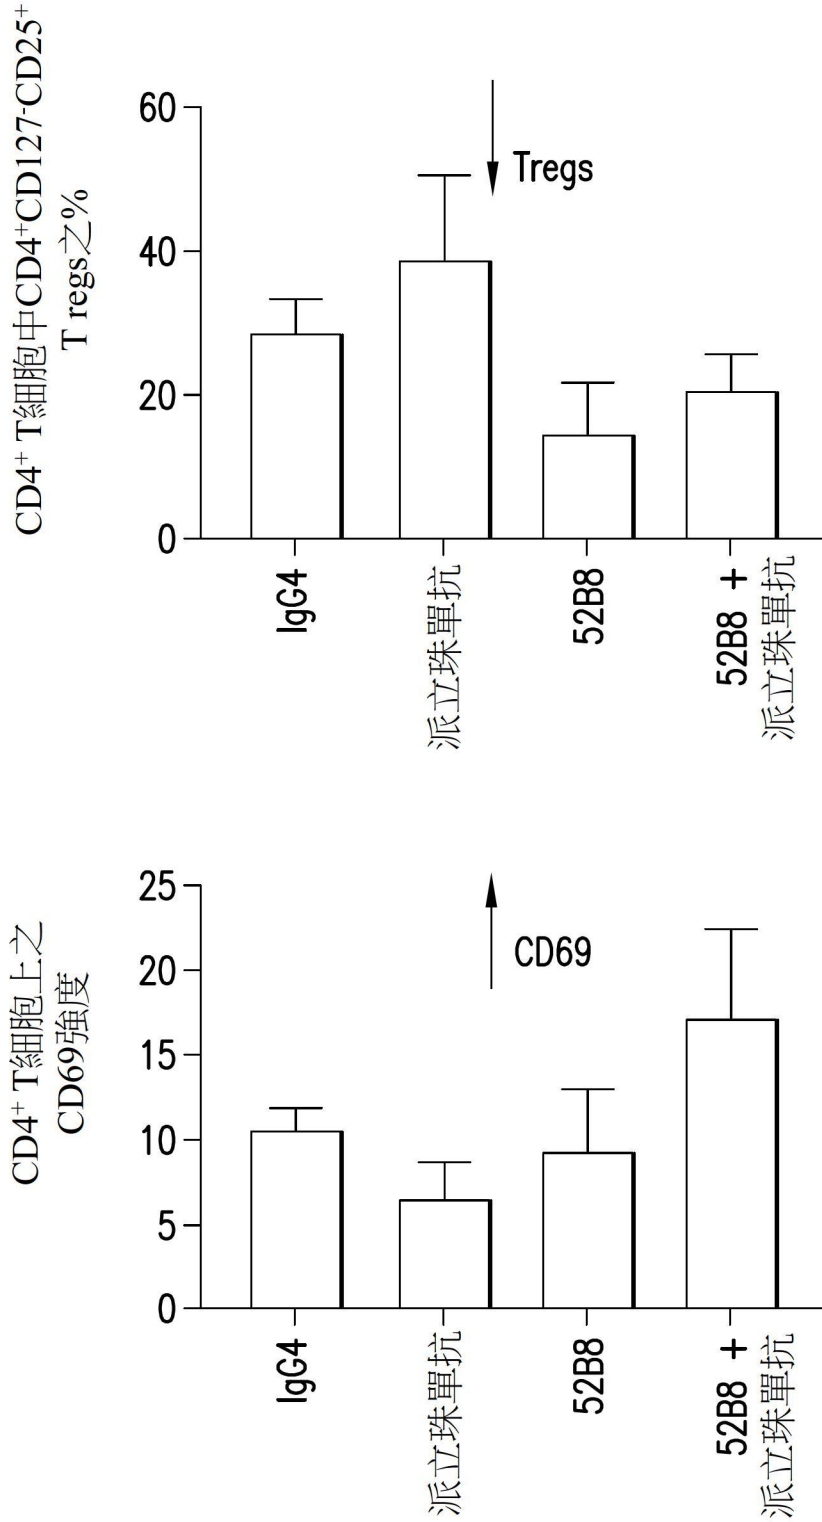 CD4⁺ T細胞中CD4⁺CD127⁻CD25⁺
T regs之%
60
40
20
0
Tregs
IgG4
派立珠單抗
52B8
52B8 +
派立珠單抗
CD4⁺ T細胞上之
CD69強度
25
20
15
10
5
0
CD69
IgG4
派立珠單抗
52B8
52B8 +
派立珠單抗